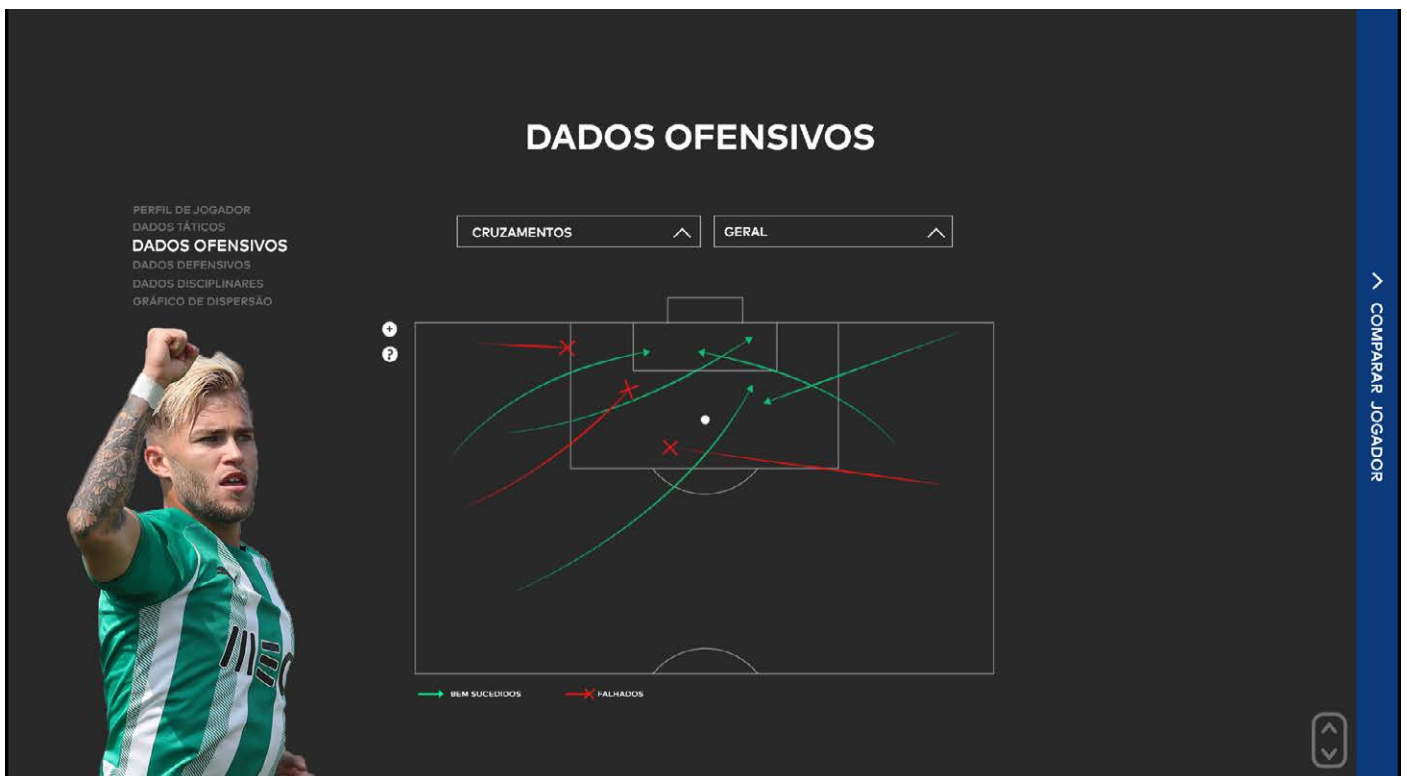 DADOS OFENSIVOS
PERFIL DE JOGADOR
DADOS TÁTICOS
DADOS OFENSIVOS
DADOS DEFENSIVOS
DADOS DISCIPLINARES
GRÁFICO DE DISPERSÃO
CRUZAMENTOS
GERAL
+
?
COMPARAR JOGADOR
MEO
BEM SUCEDIDOS
FALHADOS